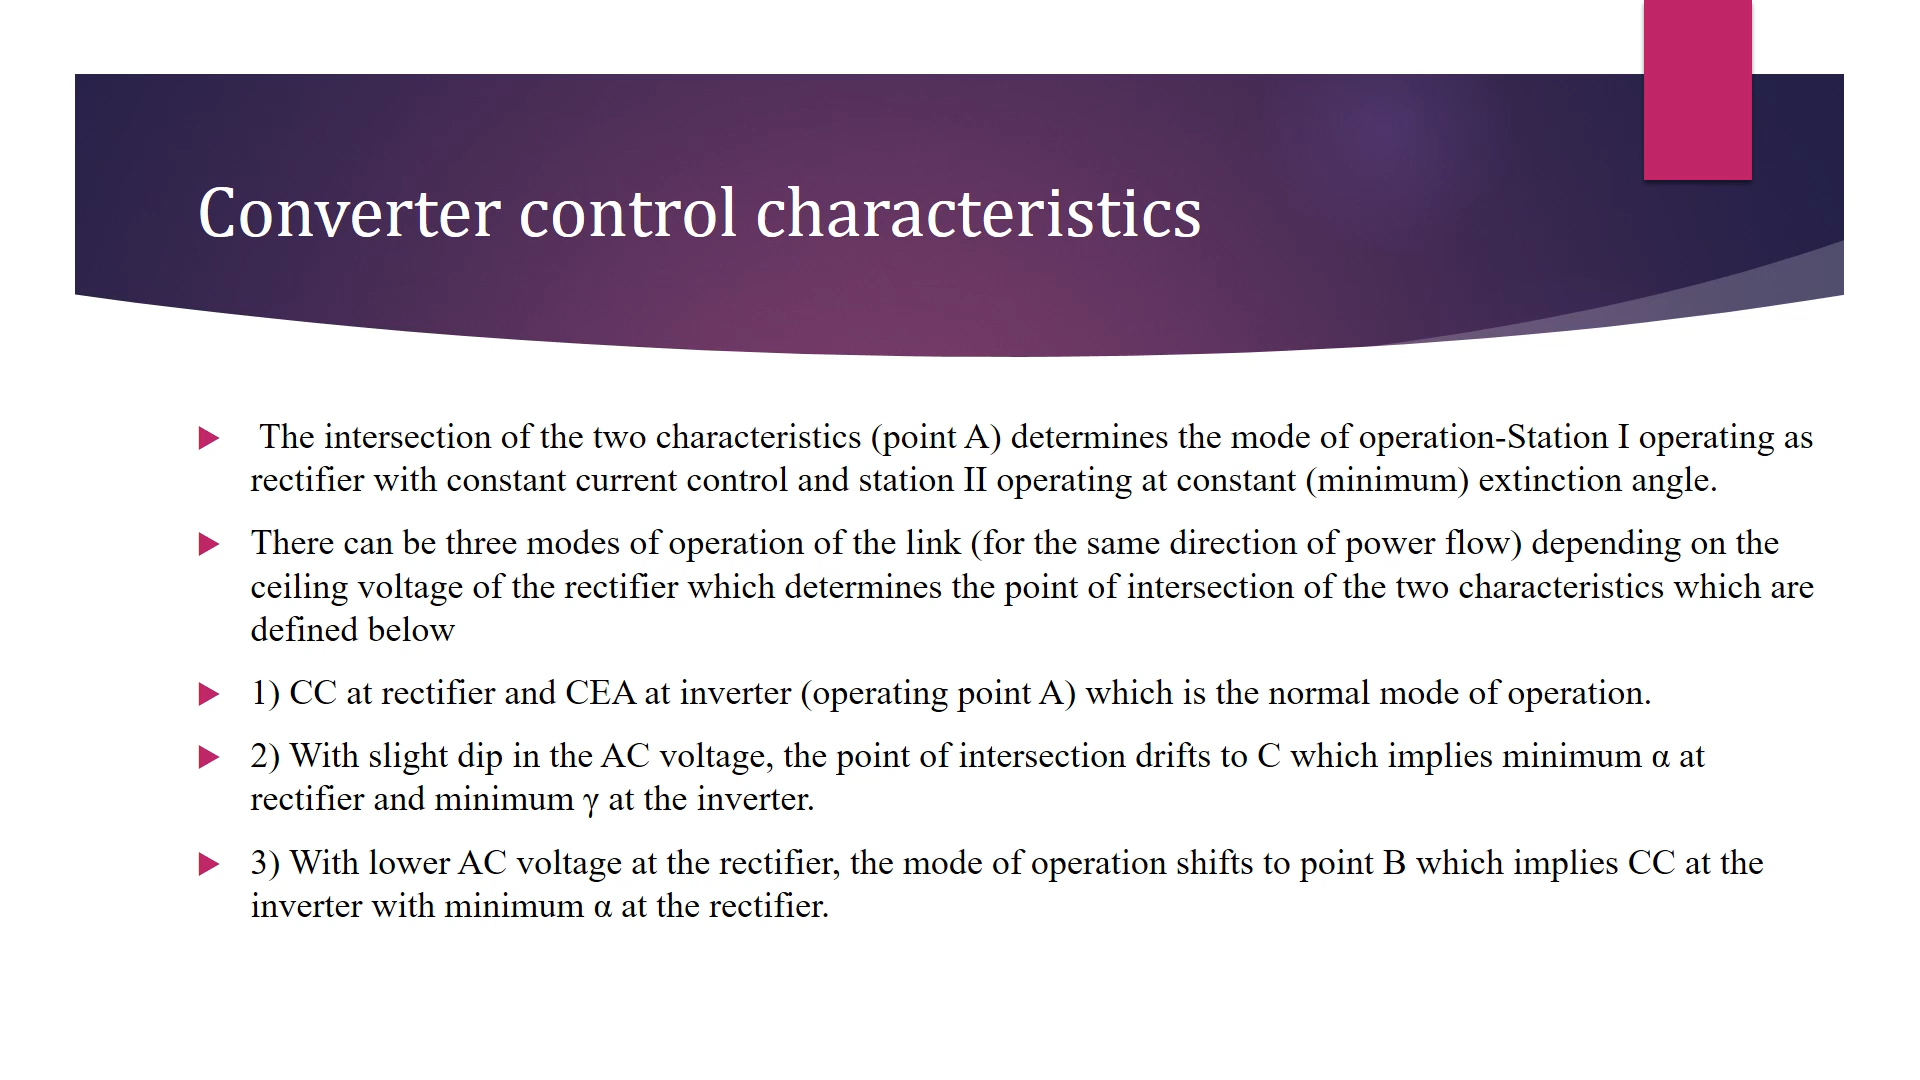 Converter control characteristics
The intersection of the two characteristics (point A) determines the mode of operation-Station I operating as
rectifier with constant current control and station II operating at constant (minimum) extinction angle.
There can be three modes of operation of the link (for the same direction of power flow) depending on the
ceiling voltage of the rectifier which determines the point of intersection of the two characteristics which are
defined below
1) CC at rectifier and CEA at inverter (operating point A) which is the normal mode of operation.
2) With slight dip in the AC voltage, the point of intersection drifts to C which implies minimum α at
rectifier and minimum γ at the inverter.
3) With lower AC voltage at the rectifier, the mode of operation shifts to point B which implies CC at the
inverter with minimum α at the rectifier.